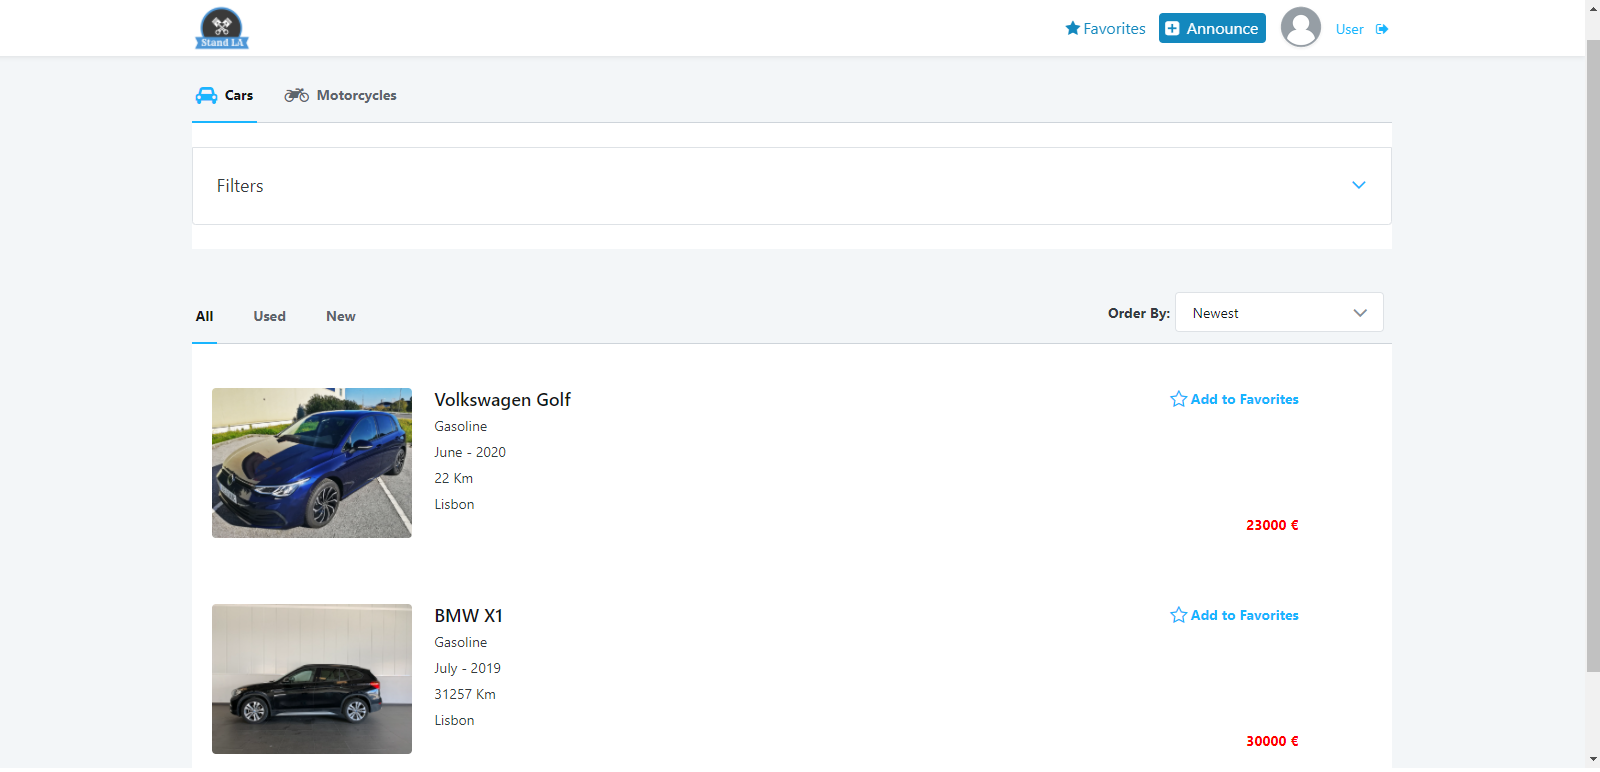 Stand LA
Favorites
Announce
User
Cars
Motorcycles
Filters
All
Used
New
Order By:
Newest
Volkswagen Golf
Add to Favorites
Gasoline
June - 2020
22 Km
Lisbon
23000 €
BMW X1
Add to Favorites
Gasoline
July - 2019
31257 Km
Lisbon
30000 €